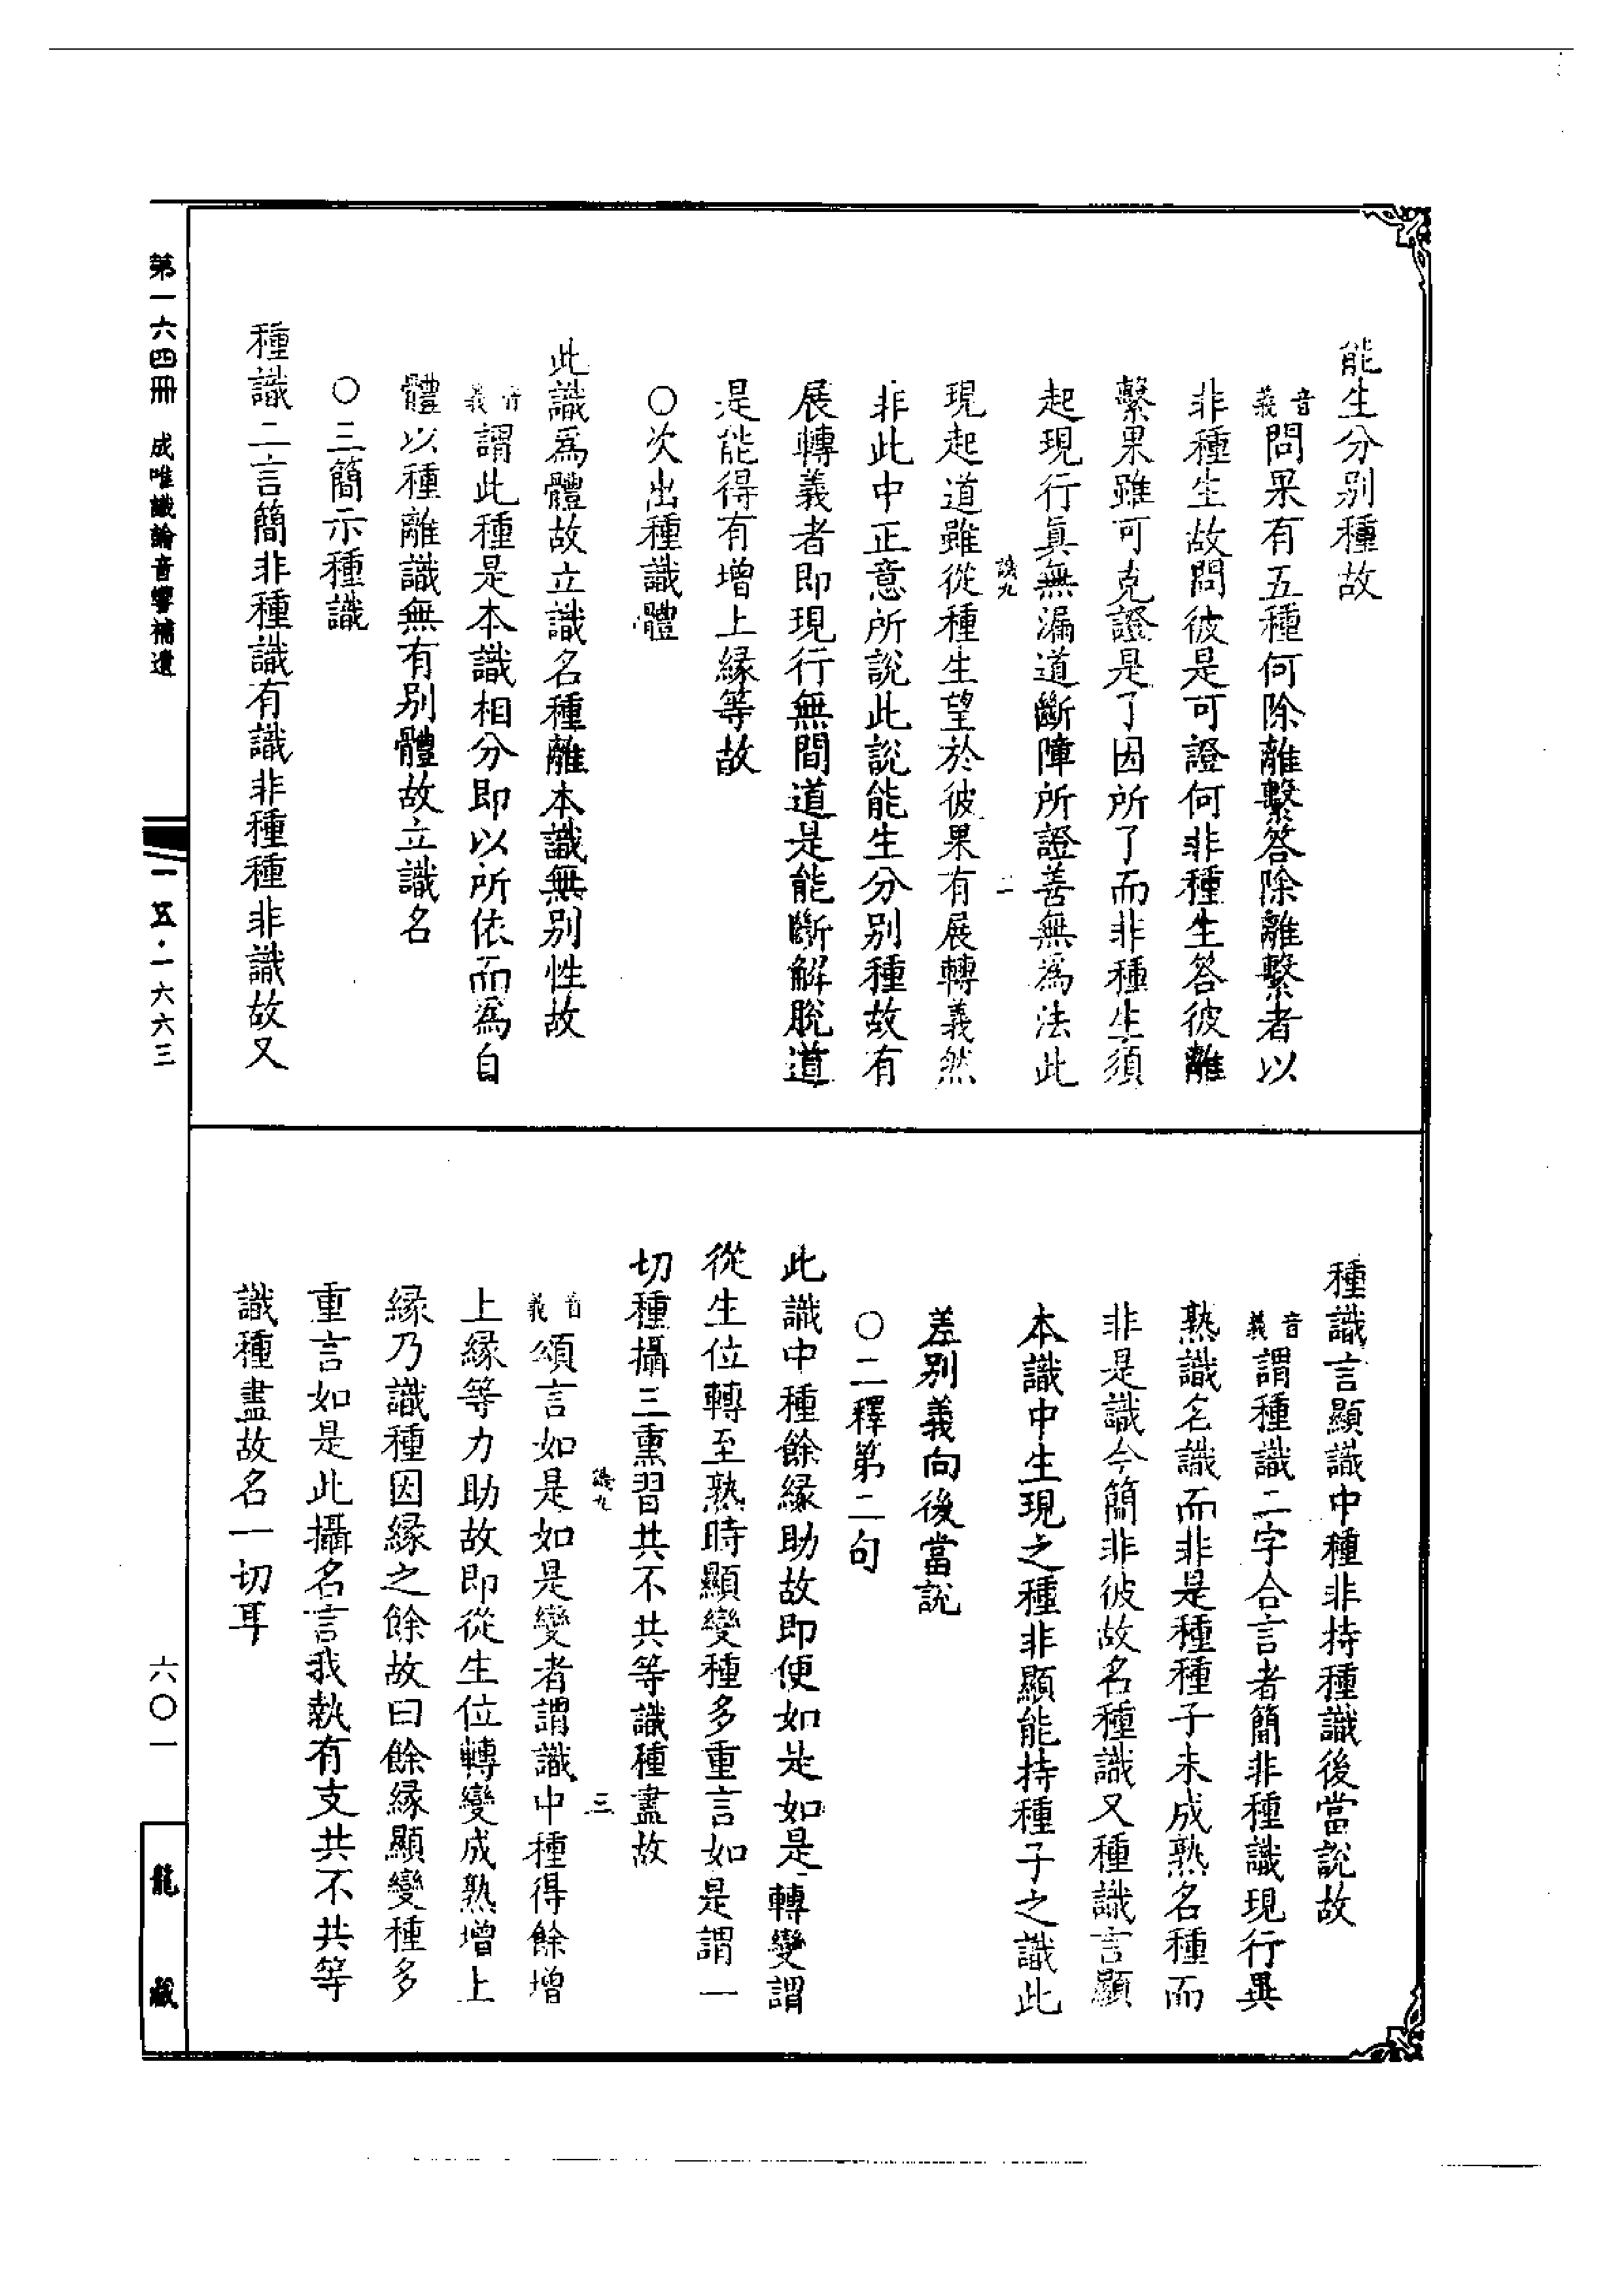 能生分別種故
音義問果有五種何除離繫答除離繫者以
非種生故問彼是可證何非種生答彼離
繫果雖可克證是了因所了而非種生須
起現行真無漏道斷障所證善無為法此
現起道雖從種生望於彼果有展轉義然
非此中正意所說此說能生分別種故有
展轉義者即現行無間道是能斷解脫道
是能得有增上緣等故
○次出種識體
此識為體故立識名種離本識無別性故
音義謂此種是本識相分即以所依而為自
體以種離識無有別體故立識名
○三簡示種識
種識二言簡非種識有識非種種非識故又
種識言顯識中種非持種識後當說故
音義謂種識二字合言者簡非種識現行異
熟識名識而非是種種子未成熟名種而
非是識今簡非彼故名種識又種識言顯
本識中生現之種非顯能持種子之識此
差別義向後當說
○二釋第二句
此識中種餘緣助故即便如是如是轉變謂
從生位轉至熟時顯變種多重言如是謂一
切種攝三熏習共不共等識種盡故
音義頌言如是如是變者謂識中種得餘增
上緣等力助故即從生位轉變成熟增上
緣乃識種因緣之餘故曰餘緣顯變種多
重言如是此攝名言我執有支共不共等
識種盡故名一切耳
第一六四冊 成唯識論音響補遺
一一五·一六六三
六〇一
龍藏